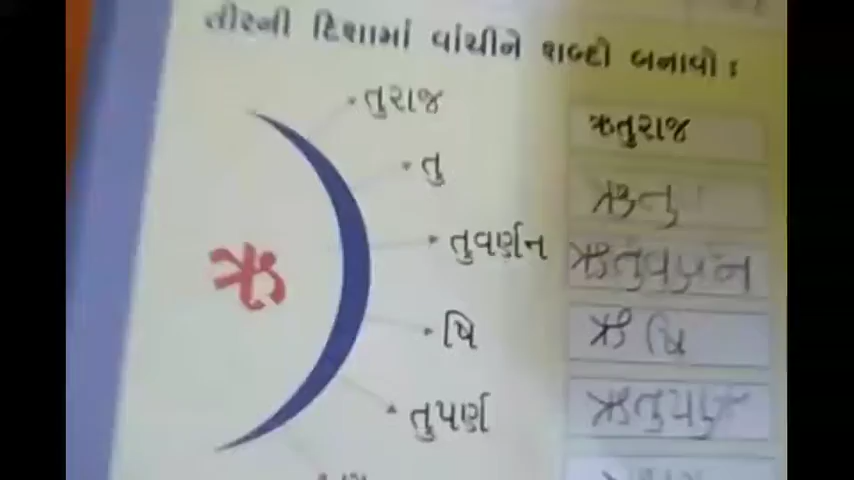 તીરની દિશામાં વાંચીને શબ્દો બનાવો :
તુરાજ
ઋતુરાજ
તુ
ઋતુ
ઋ
તુવર્ણન
ઋતુવર્ણન
ષિ
ઋષિ
તુપર્ણ
ઋતુપર્ણ